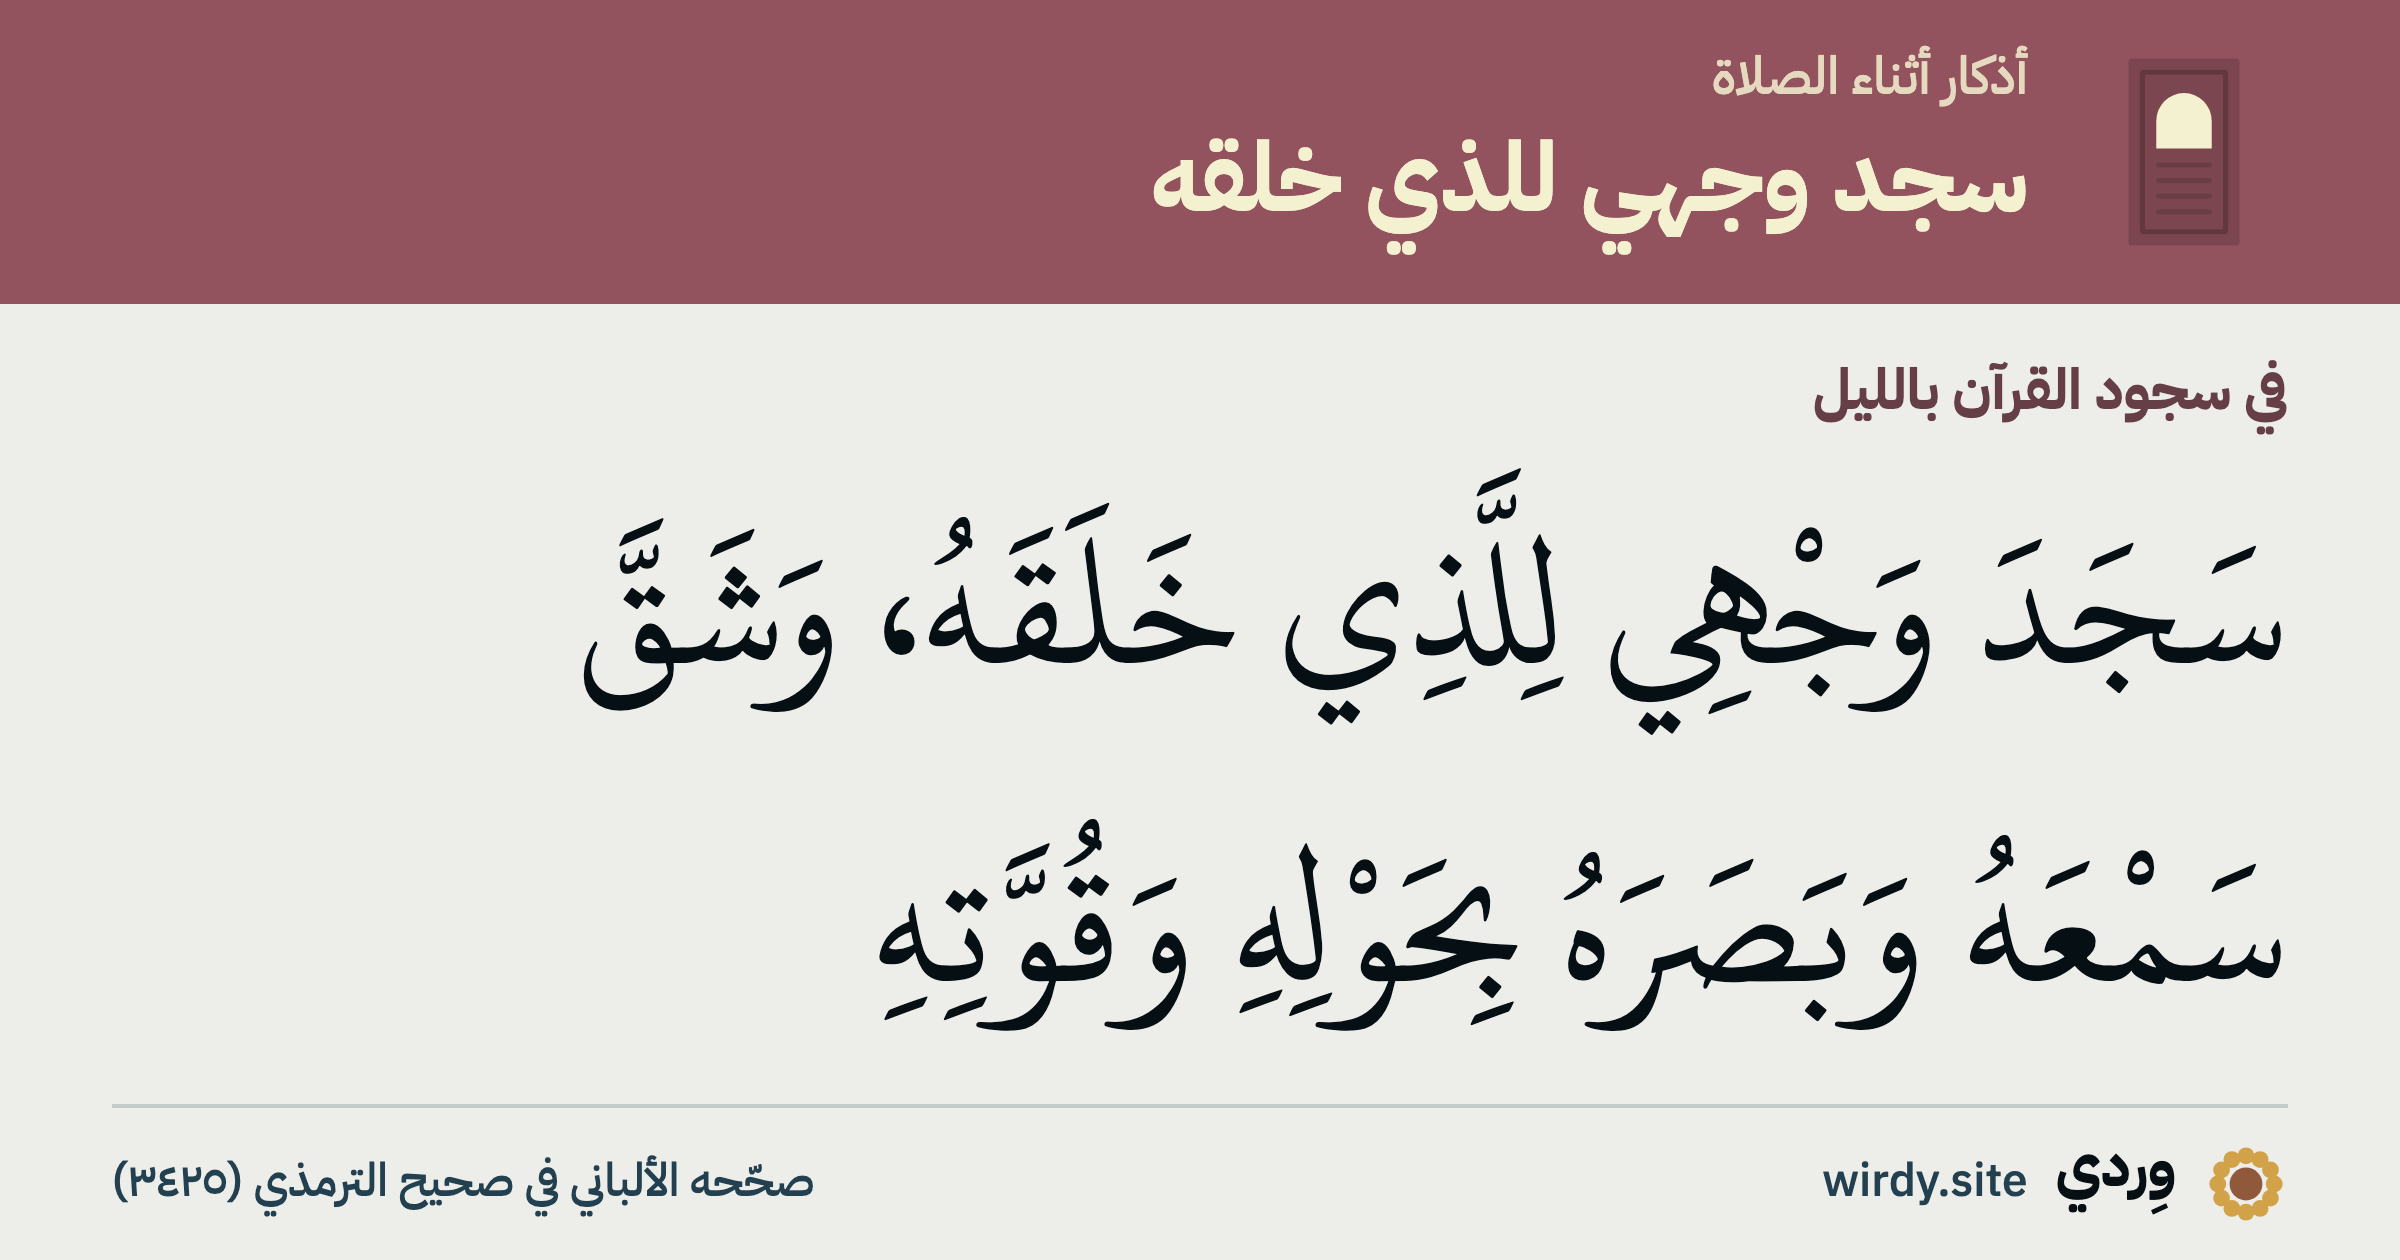 أذكار أثناء الصلاة
سجد وجهي للذي خلقه
في سجود القرآن بالليل
سَجَدَ وَجْهِي لِلَّذِي خَلَقَهُ، وَشَقَّ
سَمْعَهُ وَبَصَرَهُ بِحَوْلِهِ وَقُوَّتِهِ
وِردي wirdy.site
صحّحه الألباني في صحيح الترمذي (٣٤٢٥)